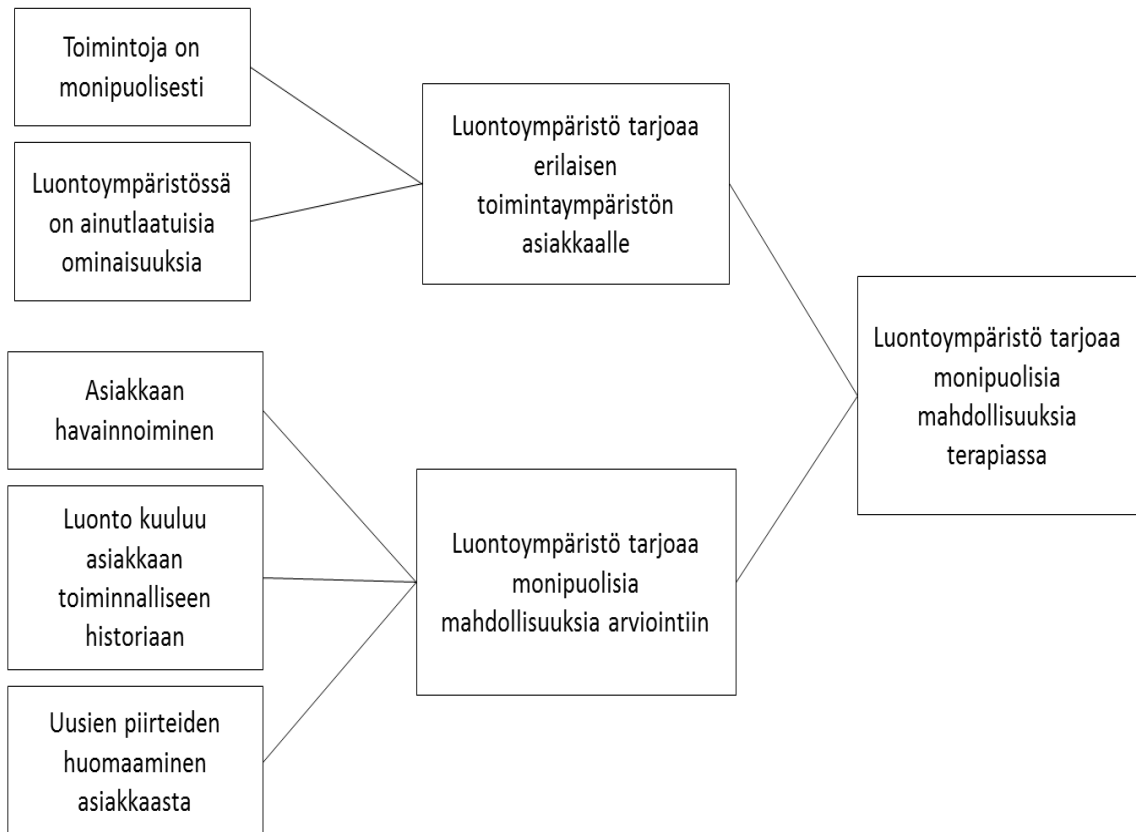 Toimintoja on
monipuolisesti
Luontoympäristössä
on ainutlaatuisia
ominaisuuksia
Luontoympäristö tarjoaa
erilaisen
toimintaympäristön
asiakkaalle
Asiakkaan
havainnoiminen
Luonto kuuluu
asiakkaan
toiminnalliseen
historiaan
Uusien piirteiden
huomaaminen
asiakkaasta
Luontoympäristö tarjoaa
monipuolisia
mahdollisuuksia arviointiin
Luontoympäristö tarjoaa
monipuolisia
mahdollisuuksia
terapiassa